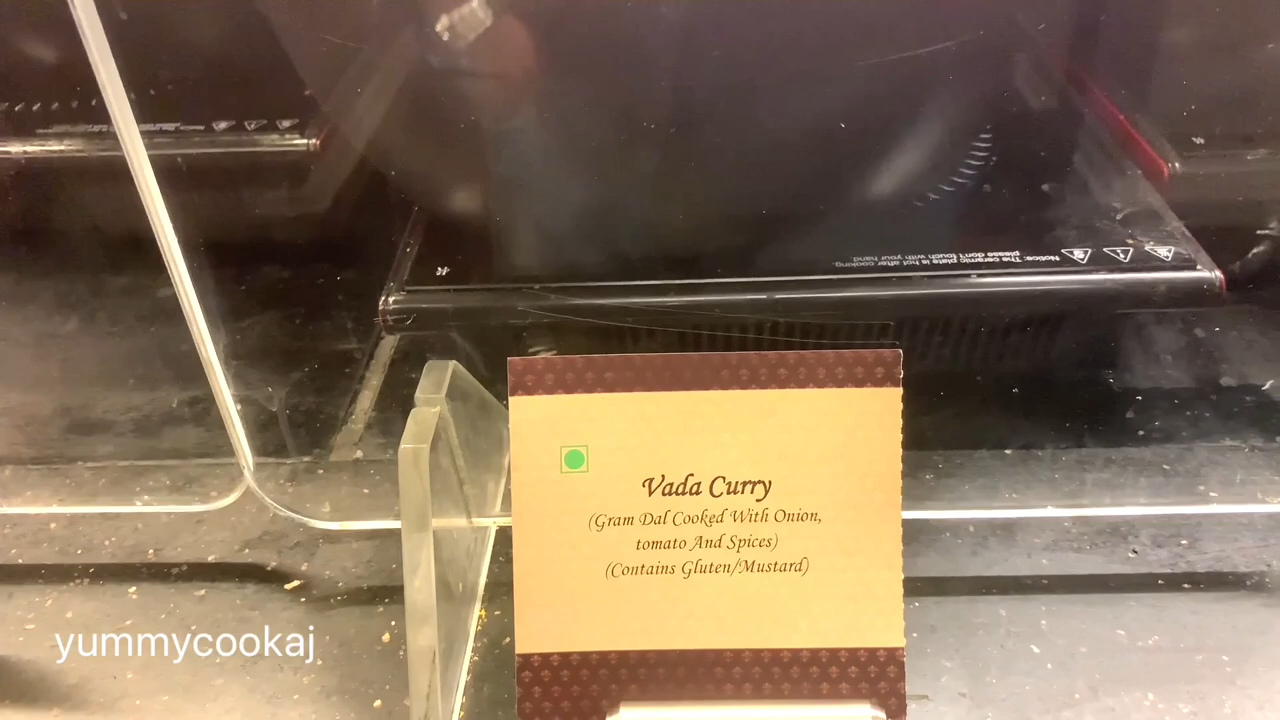 Notice: The ceramic plate is hot after cooking,
please don't touch with your hand.
Vada Curry
(Gram Dal Cooked With Onion,
tomato And Spices)
(Contains Gluten/Mustard)
yummycookaj